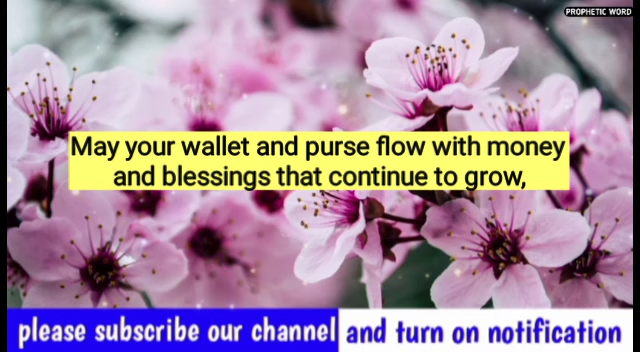 PROPHETIC WORD
May your wallet and purse flow with money
and blessings that continue to grow,
please subscribe our channel and turn on notification